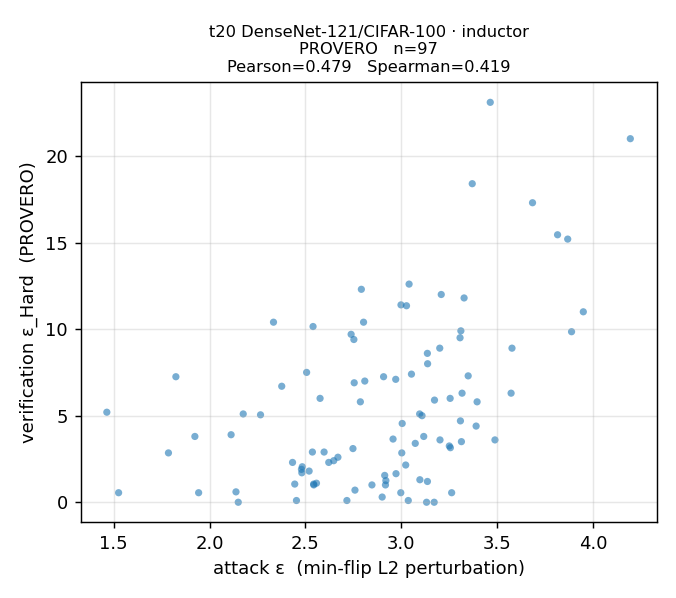 t20 DenseNet-121/CIFAR-100 · inductor
PROVERO   n=97
Pearson=0.479   Spearman=0.419
verification ε_Hard  (PROVERO)
20
15
10
5
0
1.5
2.0
2.5
3.0
3.5
4.0
attack ε  (min-flip L2 perturbation)